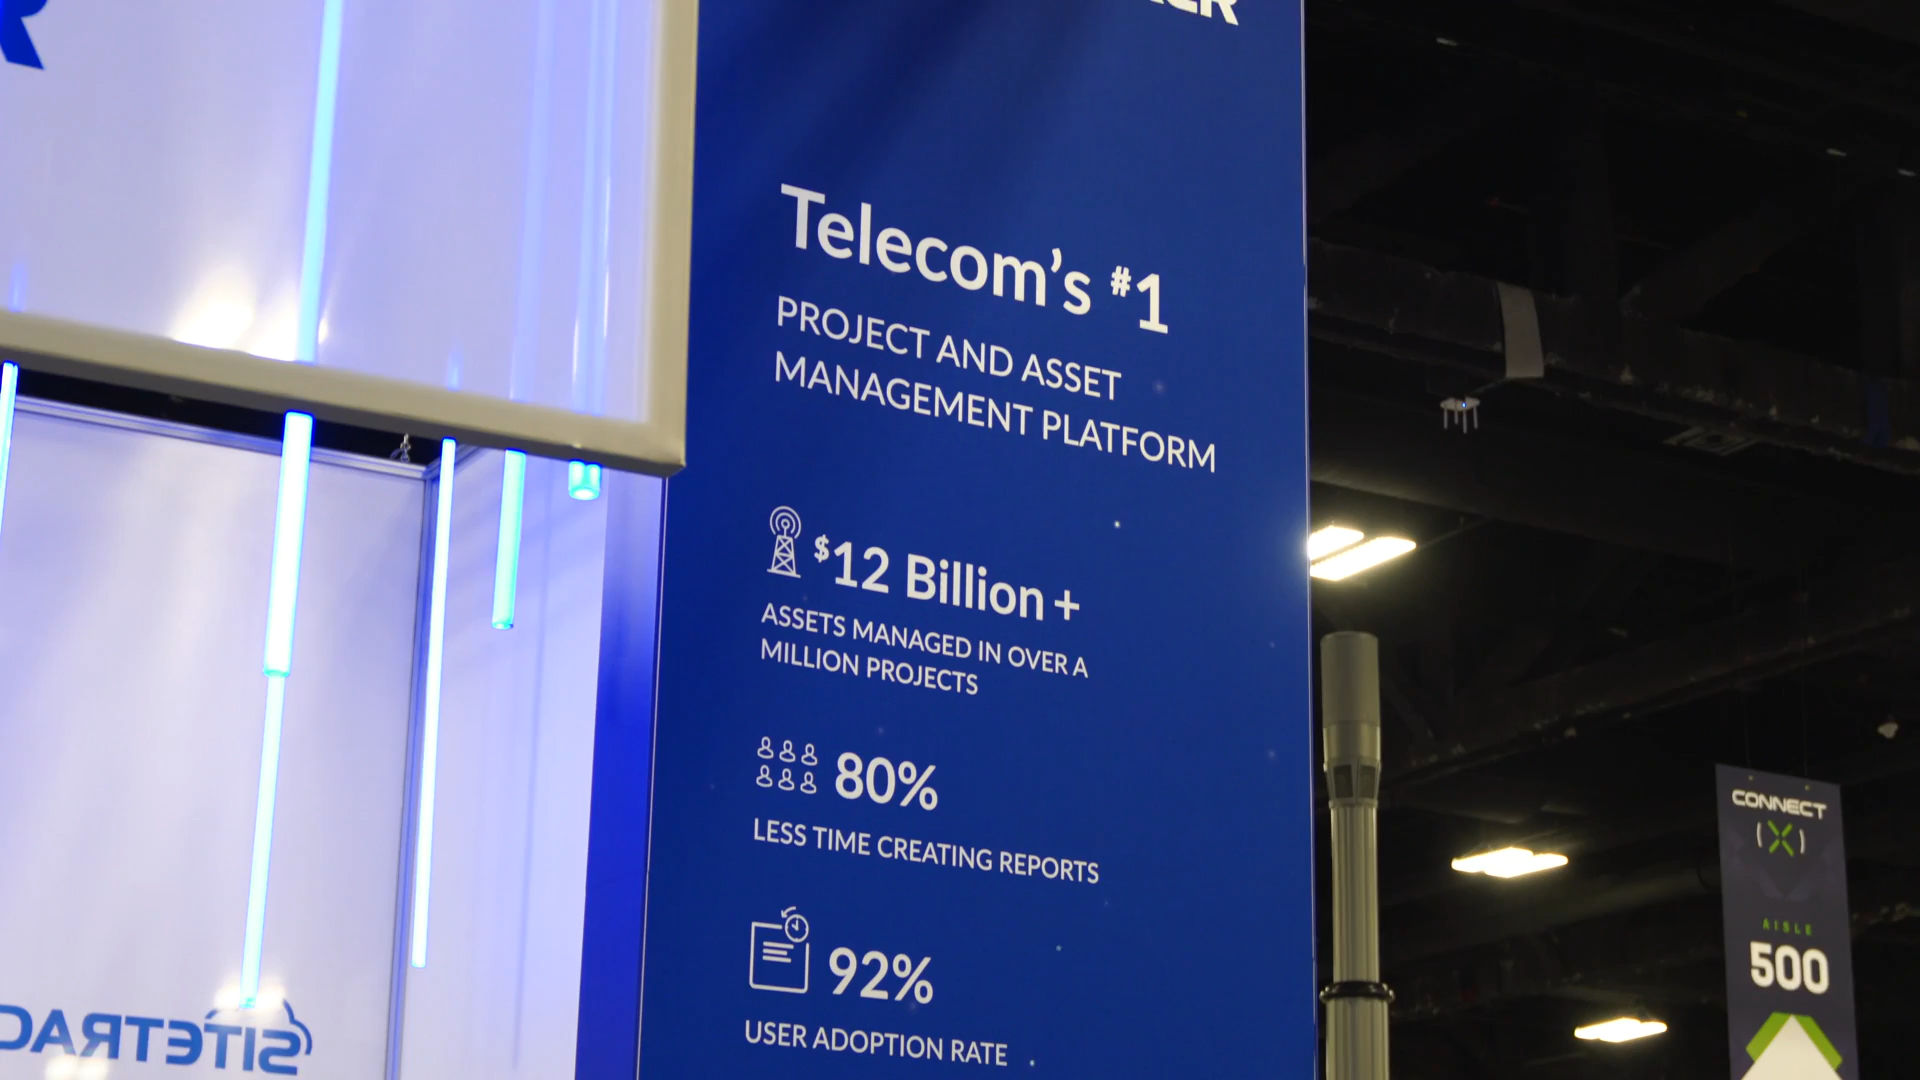 Telecom's #1
PROJECT AND ASSET
MANAGEMENT PLATFORM
$12 Billion +
ASSETS MANAGED IN OVER A
MILLION PROJECTS
80%
LESS TIME CREATING REPORTS
92%
USER ADOPTION RATE
SITETRAC
CONNECT
(X)
AISLE
500